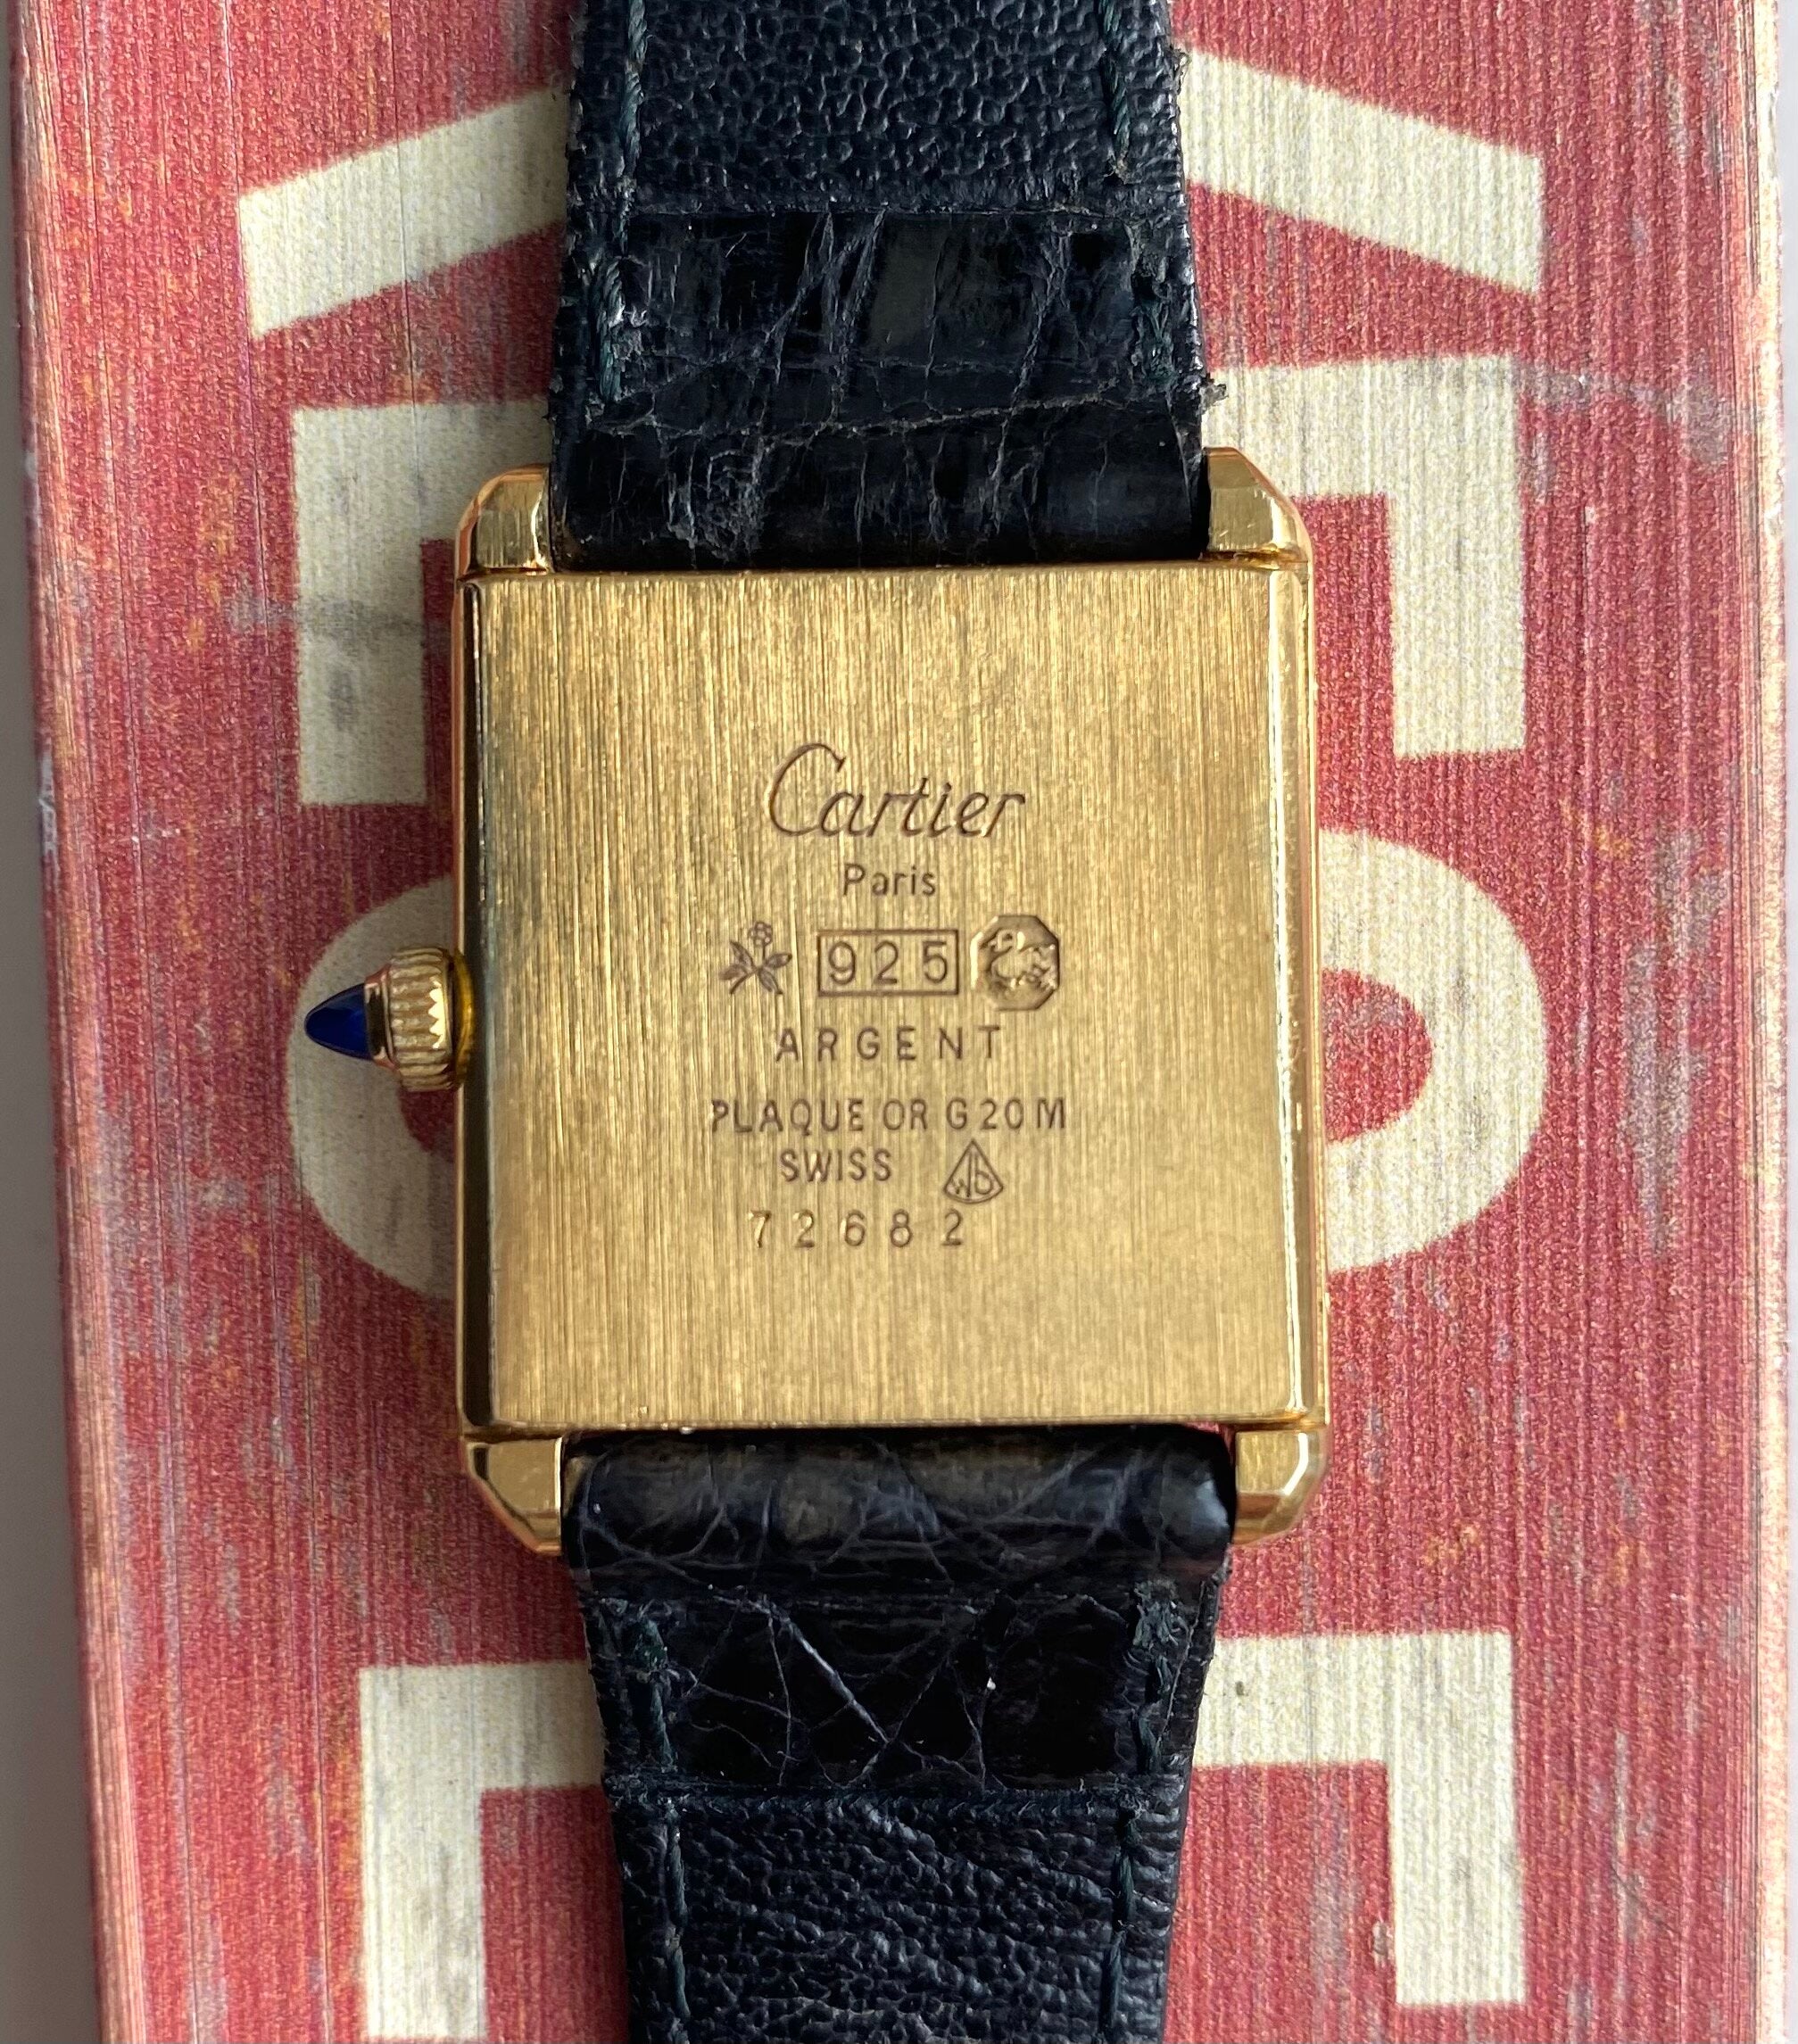 Cartier
Paris
925
ARGENT
PLAQUE OR G 20 M
SWISS
72682